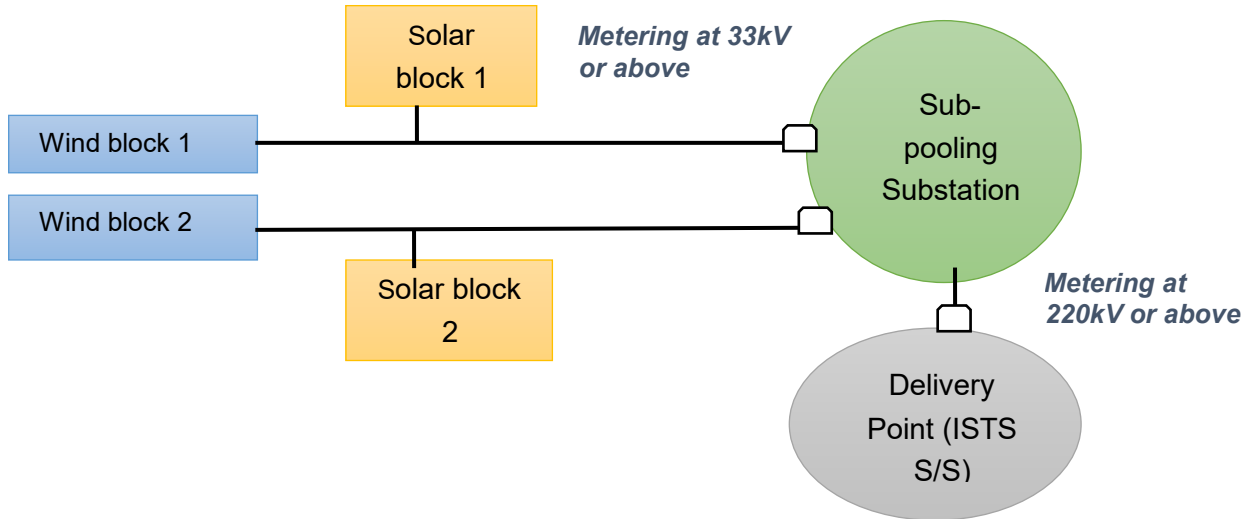 Solar
block 1
Metering at 33kV
or above
Sub-
pooling
Substation
Wind block 1
Wind block 2
Solar block
2
Metering at
220kV or above
Delivery
Point (ISTS
S/S)